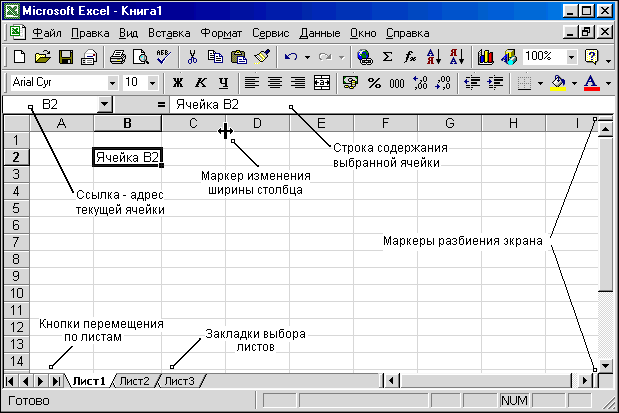 Microsoft Excel - Книга1
Файл Правка Вид Вставка Формат Сервис Данные Окно Справка
Σ fx А Я Я А 100% ?
Arial Cyr 10 Ж К Ч % 000 ,00 А
B2 = Ячейка B2
A B C D E F G H I
1
2 Ячейка B2
3
4
5
6
7
8
9
10
11
12
13
14
Строка содержания
выбранной ячейки
Маркер изменения
ширины столбца
Ссылка - адрес
текущей ячейки
Маркеры разбиения экрана
Кнопки перемещения
по листам
Закладки выбора
листов
Лист1 Лист2 Лист3
Готово NUM